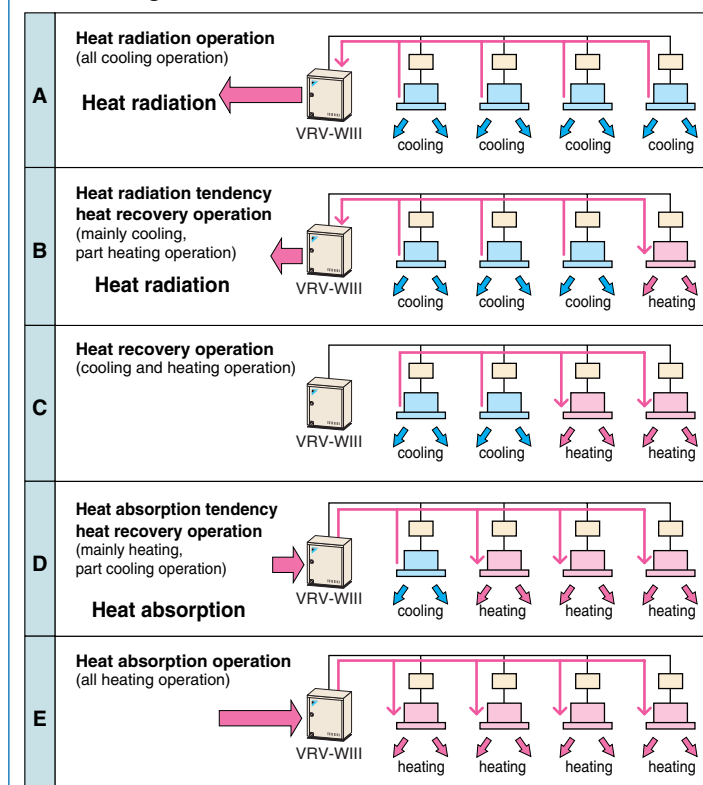 A
Heat radiation operation
(all cooling operation)
Heat radiation
VRV-WIII
cooling cooling cooling cooling
B
Heat radiation tendency
heat recovery operation
(mainly cooling,
part heating operation)
Heat radiation
VRV-WIII
cooling cooling cooling heating
C
Heat recovery operation
(cooling and heating operation)
VRV-WIII
cooling cooling heating heating
D
Heat absorption tendency
heat recovery operation
(mainly heating,
part cooling operation)
Heat absorption
VRV-WIII
cooling heating heating heating
E
Heat absorption operation
(all heating operation)
VRV-WIII
heating heating heating heating